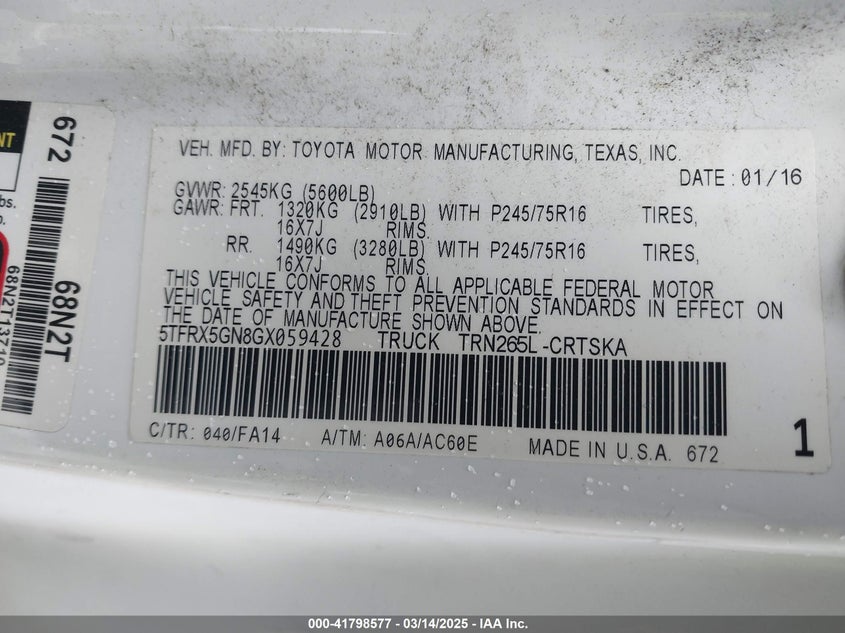 672
68N2T
NT
bs.
VEH. MFD. BY: TOYOTA MOTOR MANUFACTURING, TEXAS, INC.
DATE: 01/16
GVWR: 2545KG (5600LB)
GAWR: FRT. 1320KG (2910LB) WITH P245/75R16 TIRES,
16X7J RIMS.
RR. 1490KG (3280LB) WITH P245/75R16 TIRES,
16X7J RIMS.
THIS VEHICLE CONFORMS TO ALL APPLICABLE FEDERAL MOTOR
VEHICLE SAFETY AND THEFT PREVENTION STANDARDS IN EFFECT ON
THE DATE OF MANUFACTURE SHOWN ABOVE.
5TFRX5GN8GX059428 TRUCK TRN265L-CRTSKA
C/TR: 040/FA14 A/TM: A06A/AC60E MADE IN U.S.A. 672
1
000-41798577 - 03/14/2025 - IAA Inc.